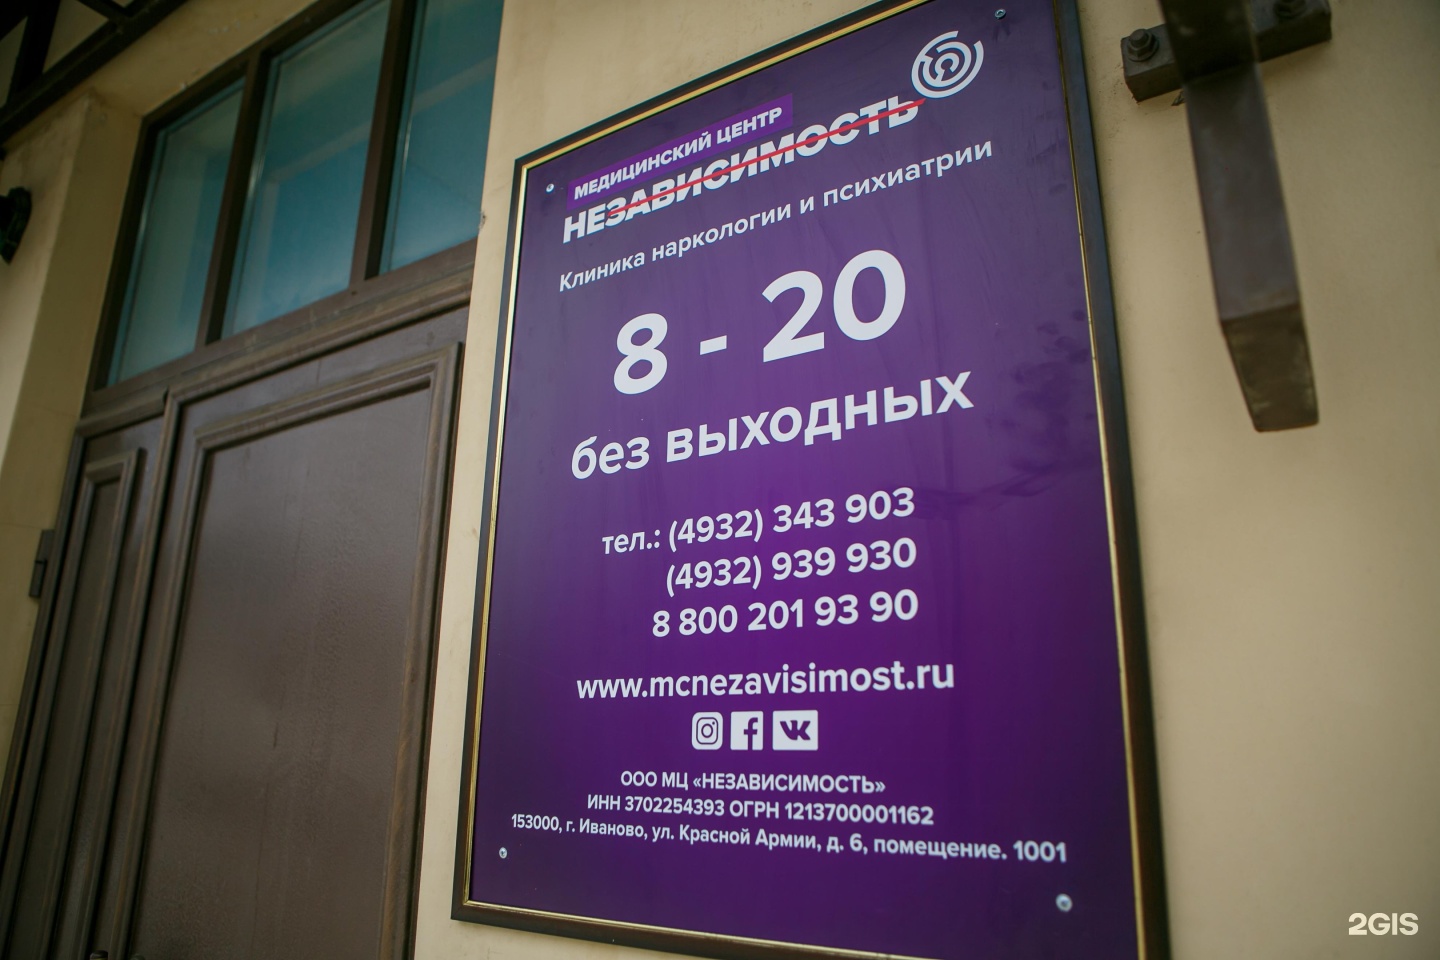 МЕДИЦИНСКИЙ ЦЕНТР
НЕЗАВИСИМОСТЬ
Клиника наркологии и психиатрии
8 - 20
без выходных
тел.: (4932) 343 903
(4932) 939 930
8 800 201 93 90
www.mcnezavisimost.ru
ООО МЦ «НЕЗАВИСИМОСТЬ»
ИНН 3702254393 ОГРН 1213700001162
153000, г. Иваново, ул. Красной Армии, д. 6, помещение. 1001
2GIS